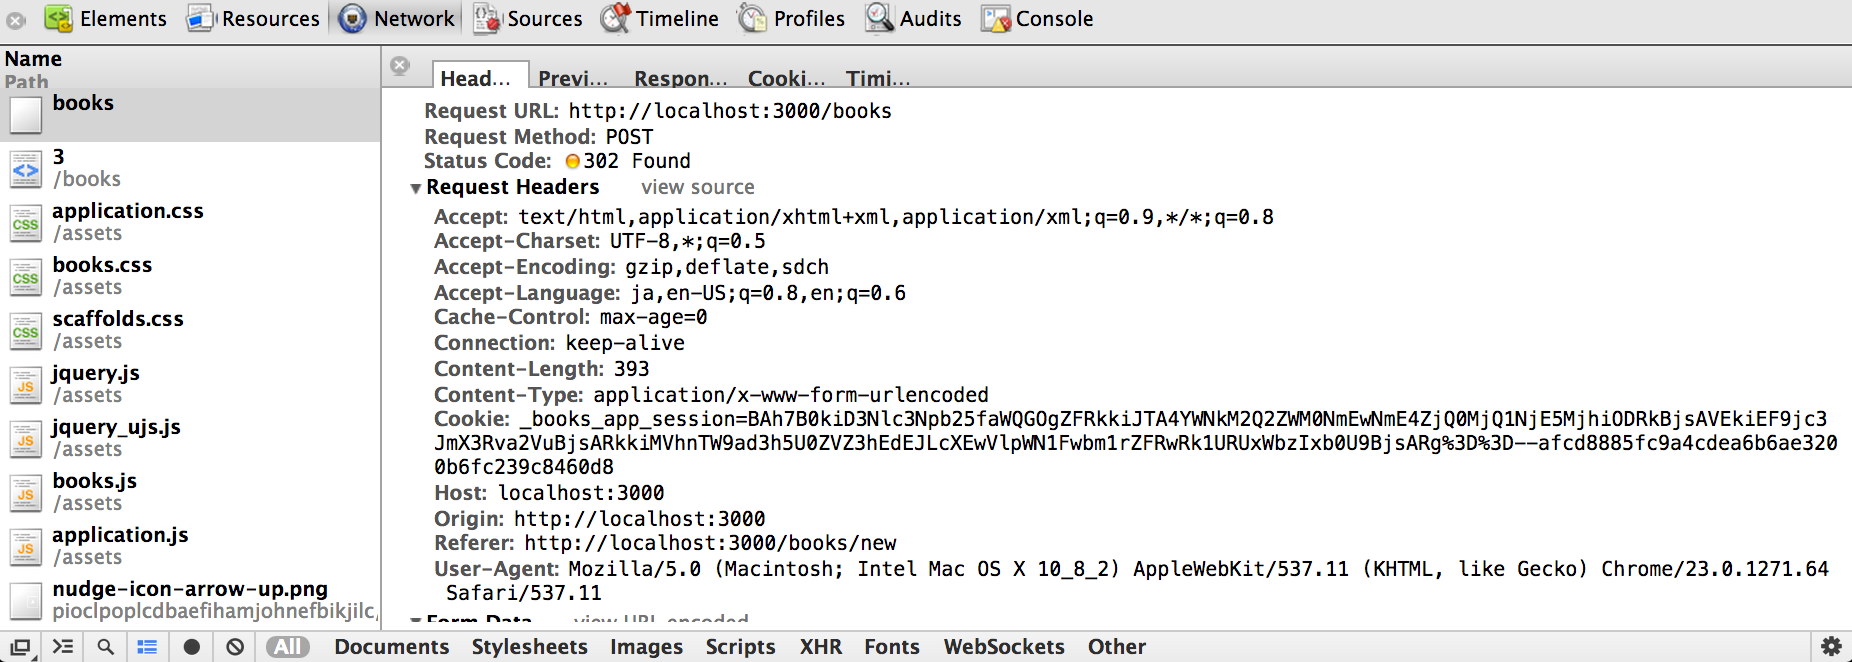 Elements Resources Network Sources Timeline Profiles Audits Console
Name
Path
books
3
/books
application.css
/assets
books.css
/assets
scaffolds.css
/assets
jquery.js
/assets
jquery_ujs.js
/assets
books.js
/assets
application.js
/assets
nudge-icon-arrow-up.png
pioclpoplcdbaefihamjohnefbikjilc,
Head... Previ... Respon... Cooki... Timi...
Request URL: http://localhost:3000/books
Request Method: POST
Status Code: 302 Found
Request Headers view source
Accept: text/html,application/xhtml+xml,application/xml;q=0.9,*/*;q=0.8
Accept-Charset: UTF-8,*;q=0.5
Accept-Encoding: gzip,deflate,sdch
Accept-Language: ja,en-US;q=0.8,en;q=0.6
Cache-Control: max-age=0
Connection: keep-alive
Content-Length: 393
Content-Type: application/x-www-form-urlencoded
Cookie: _books_app_session=BAh7B0kiD3Nlc3Npb25faWQGOgZFRkkiJTA4YWNkM2Q2ZWM0NmEwNmE4ZjQ0MjQ1NjE5MjhiODRkBjsAVEkiEF9jc3
JmX3Rva2VuBjsARkkiMVhnTW9ad3h5U0ZVZ3hEdEJLcXEwVlpWN1Fwbm1rZFRwRk1URUxWbzIxb0U9BjsARg%3D%3D--afcd8885fc9a4cdea6b6ae320
0b6fc239c8460d8
Host: localhost:3000
Origin: http://localhost:3000
Referer: http://localhost:3000/books/new
User-Agent: Mozilla/5.0 (Macintosh; Intel Mac OS X 10_8_2) AppleWebKit/537.11 (KHTML, like Gecko) Chrome/23.0.1271.64
Safari/537.11
Form Data view URL encoded
All Documents Stylesheets Images Scripts XHR Fonts WebSockets Other